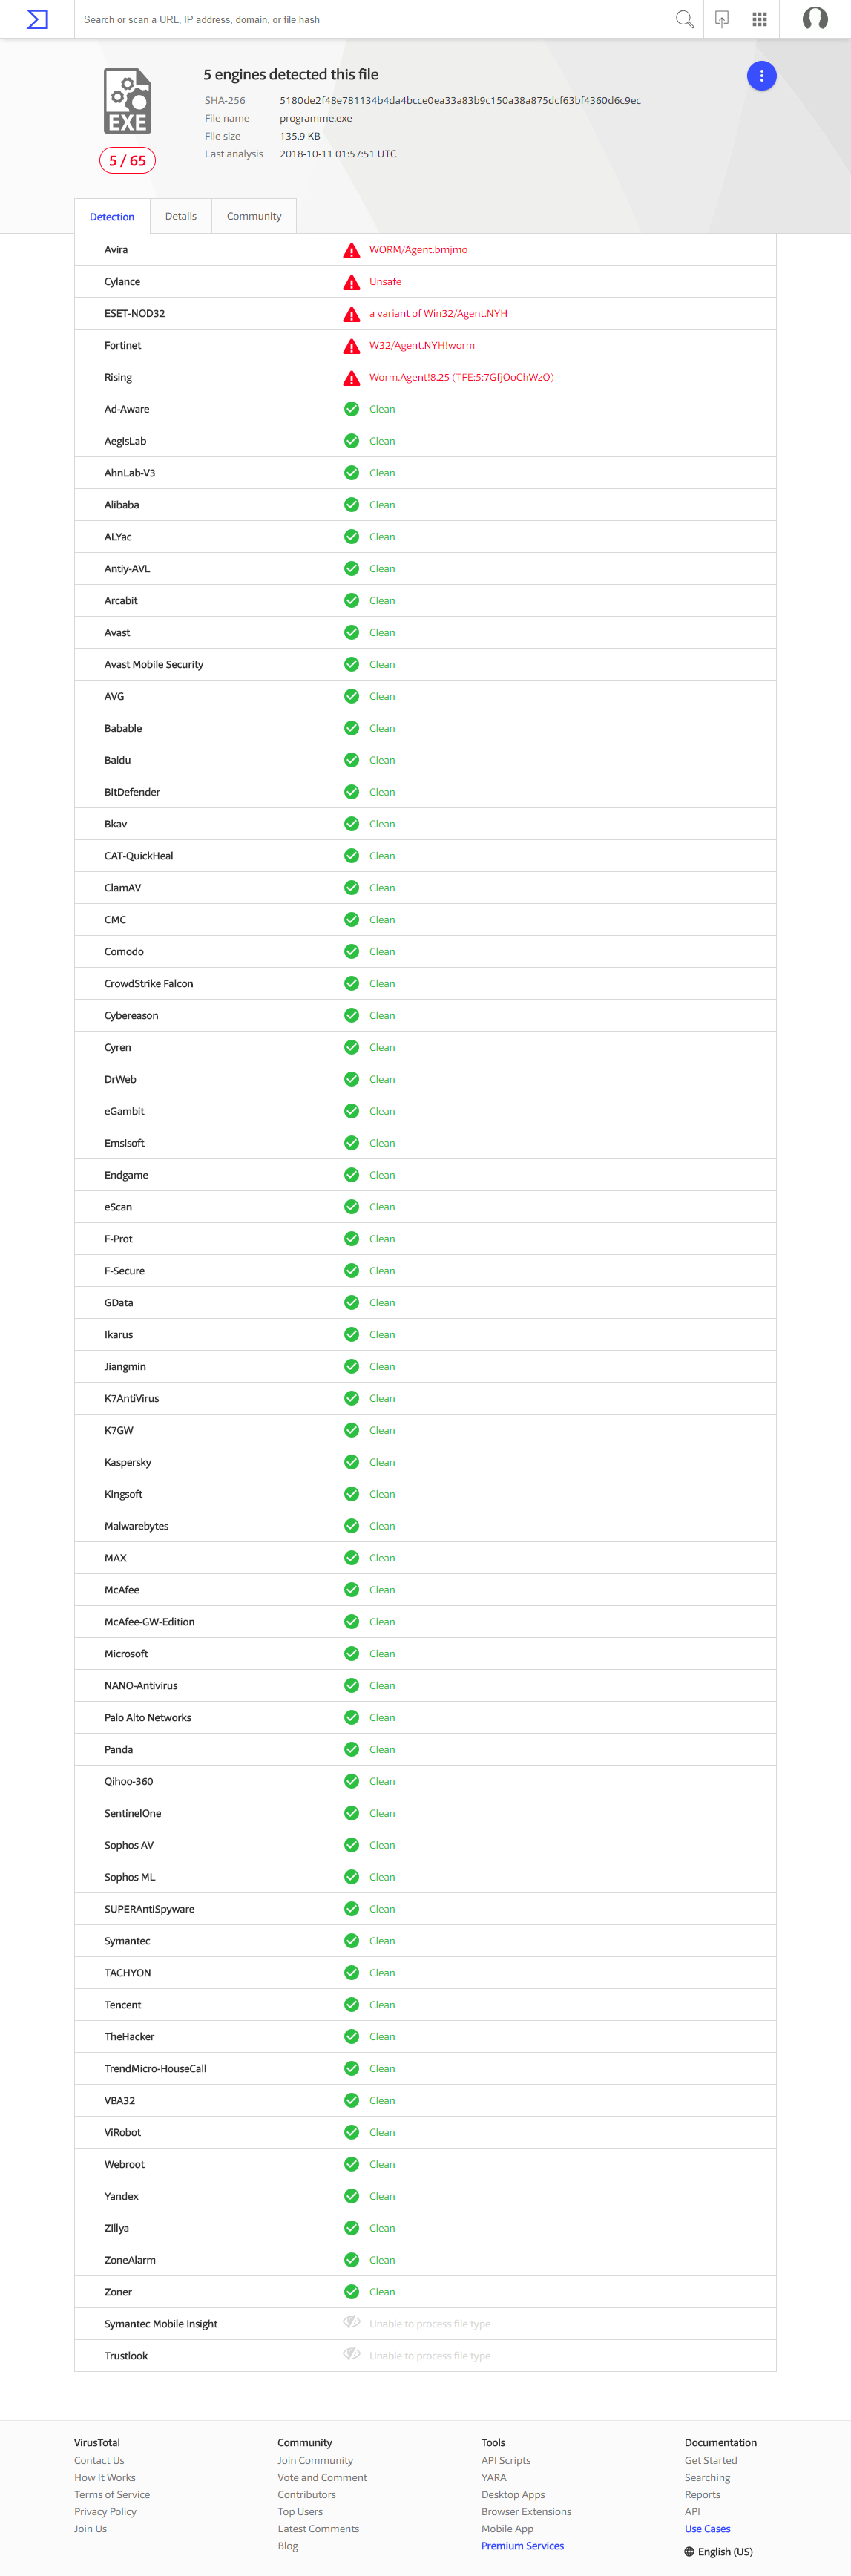 Search or scan a URL, IP address, domain, or file hash
5 engines detected this file
SHA-256 5180de2f48e781134b4da4bcce0ea33a83b9c150a38a875dcf63bf4360d6c9ec
File name programme.exe
File size 135.9 KB
Last analysis 2018-10-11 01:57:51 UTC
EXE
5 / 65
Detection Details Community
Avira WORM/Agent.bmjmo
Cylance Unsafe
ESET-NOD32 a variant of Win32/Agent.NYH
Fortinet W32/Agent.NYH!worm
Rising Worm.Agent!8.25 (TFE:5:7GfjOoChWzO)
Ad-Aware Clean
AegisLab Clean
AhnLab-V3 Clean
Alibaba Clean
ALYac Clean
Antiy-AVL Clean
Arcabit Clean
Avast Clean
Avast Mobile Security Clean
AVG Clean
Babable Clean
Baidu Clean
BitDefender Clean
Bkav Clean
CAT-QuickHeal Clean
ClamAV Clean
CMC Clean
Comodo Clean
CrowdStrike Falcon Clean
Cybereason Clean
Cyren Clean
DrWeb Clean
eGambit Clean
Emsisoft Clean
Endgame Clean
eScan Clean
F-Prot Clean
F-Secure Clean
GData Clean
Ikarus Clean
Jiangmin Clean
K7AntiVirus Clean
K7GW Clean
Kaspersky Clean
Kingsoft Clean
Malwarebytes Clean
MAX Clean
McAfee Clean
McAfee-GW-Edition Clean
Microsoft Clean
NANO-Antivirus Clean
Palo Alto Networks Clean
Panda Clean
Qihoo-360 Clean
SentinelOne Clean
Sophos AV Clean
Sophos ML Clean
SUPERAntiSpyware Clean
Symantec Clean
TACHYON Clean
Tencent Clean
TheHacker Clean
TrendMicro-HouseCall Clean
VBA32 Clean
ViRobot Clean
Webroot Clean
Yandex Clean
Zillya Clean
ZoneAlarm Clean
Zoner Clean
Symantec Mobile Insight Unable to process file type
Trustlook Unable to process file type
VirusTotal Community Tools Documentation
Contact Us Join Community API Scripts Get Started
How It Works Vote and Comment YARA Searching
Terms of Service Contributors Desktop Apps Reports
Privacy Policy Top Users Browser Extensions API
Join Us Latest Comments Mobile App Use Cases
Blog Premium Services English (US)